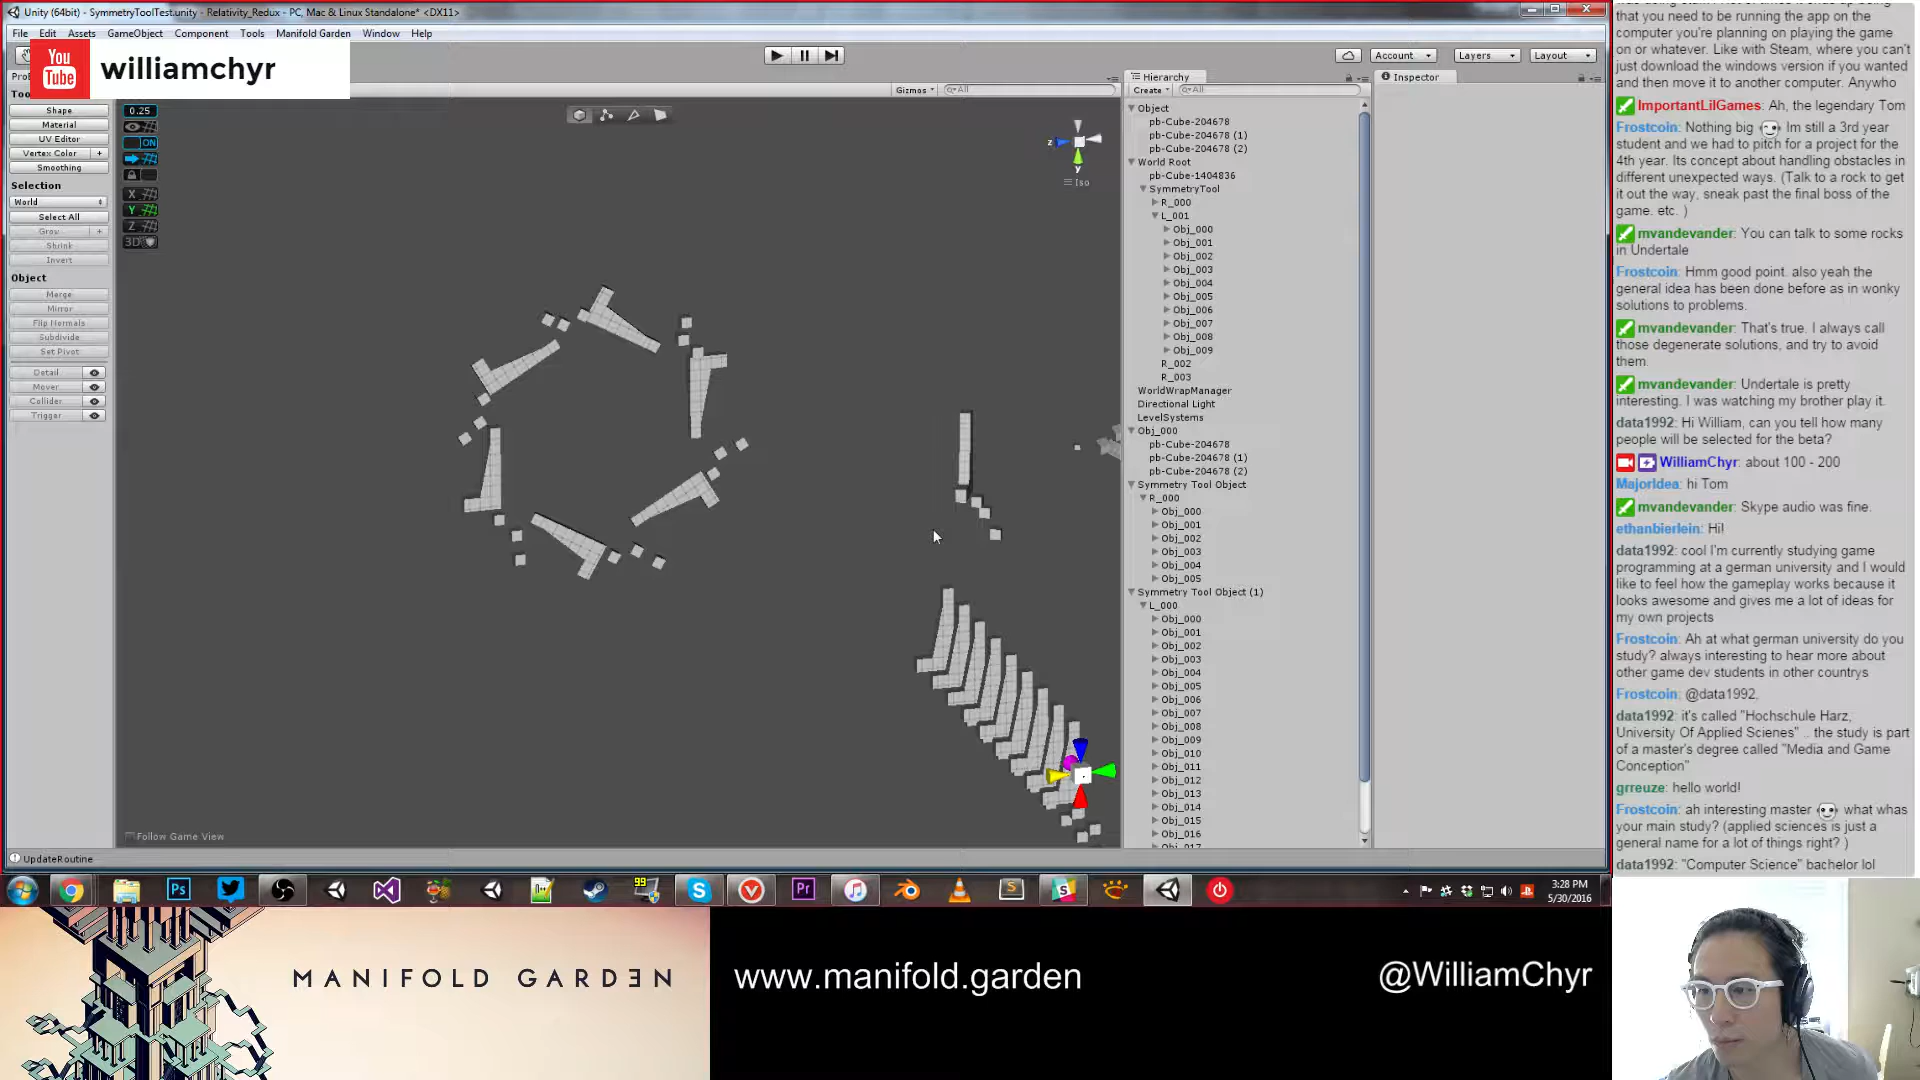 Unity (64bit) - SymmetryToolTest.unity - Relativity_Redux - PC, Mac & Linux Standalone* <DX11>
File Edit Assets GameObject Component Tools Manifold Garden Window Help
You Tube
williamchyr
Account
Layers
Layout
Gizmos
All
Hierarchy
Create
All
Inspector
Shape
Material
UV Editor
Vertex Color +
Smoothing
Selection
World
Select All
Grow +
Shrink
Invert
Object
Merge
Mirror
Flip Normals
Subdivide
Set Pivot
Detail
Mover
Collider
Trigger
0.25
ON
X
Y
Z
3D
z
y
Iso
Follow Game View
UpdateRoutine
Object
pb-Cube-204678
pb-Cube-204678 (1)
pb-Cube-204678 (2)
World Root
pb-Cube-1404836
SymmetryTool
R_000
L_001
Obj_000
Obj_001
Obj_002
Obj_003
Obj_004
Obj_005
Obj_006
Obj_007
Obj_008
Obj_009
R_002
R_003
WorldWrapManager
Directional Light
LevelSystems
Obj_000
pb-Cube-204678
pb-Cube-204678 (1)
pb-Cube-204678 (2)
Symmetry Tool Object
R_000
Obj_000
Obj_001
Obj_002
Obj_003
Obj_004
Obj_005
Symmetry Tool Object (1)
L_000
Obj_000
Obj_001
Obj_002
Obj_003
Obj_004
Obj_005
Obj_006
Obj_007
Obj_008
Obj_009
Obj_010
Obj_011
Obj_012
Obj_013
Obj_014
Obj_015
Obj_016
that you need to be running the app on the
computer you're planning on playing the game
on or whatever. Like with Steam, where you can't
just download the windows version if you wanted
and then move it to another computer. Anywho
ImportantLilGames: Ah, the legendary Tom
Frostcoin: Nothing big Im still a 3rd year
student and we had to pitch for a project for the
4th year. Its concept about handling obstacles in
different unexpected ways. (Talk to a rock to get
it out the way, sneak past the final boss of the
game. etc. )
mvandevander: You can talk to some rocks
in Undertale
Frostcoin: Hmm good point. also yeah the
general idea has been done before as in wonky
solutions to problems.
mvandevander: That's true. I always call
those degenerate solutions, and try to avoid
them.
mvandevander: Undertale is pretty
interesting. I was watching my brother play it.
data1992: Hi William, can you tell how many
people will be selected for the beta?
WilliamChyr: about 100 - 200
MajorIdea: hi Tom
mvandevander: Skype audio was fine.
ethanbierlein: Hi!
data1992: cool I'm currently studying game
programming at a german university and I would
like to feel how the gameplay works because it
looks awesome and gives me a lot of ideas for
my own projects
Frostcoin: Ah at what german university do you
study? always interesting to hear more about
other game dev students in other countrys
Frostcoin: @data1992,
data1992: it's called "Hochschule Harz,
University Of Applied Scienes" .. the study is part
of a master's degree called "Media and Game
Conception"
grreuze: hello world!
Frostcoin: ah interesting master what whas
your main study? (applied sciences is just a
general name for a lot of things right? )
data1992: "Computer Science" bachelor lol
Ps
99
Pr
S
3:28 PM
5/30/2016
MANIFOLD GARDƎN
www.manifold.garden
@WilliamChyr